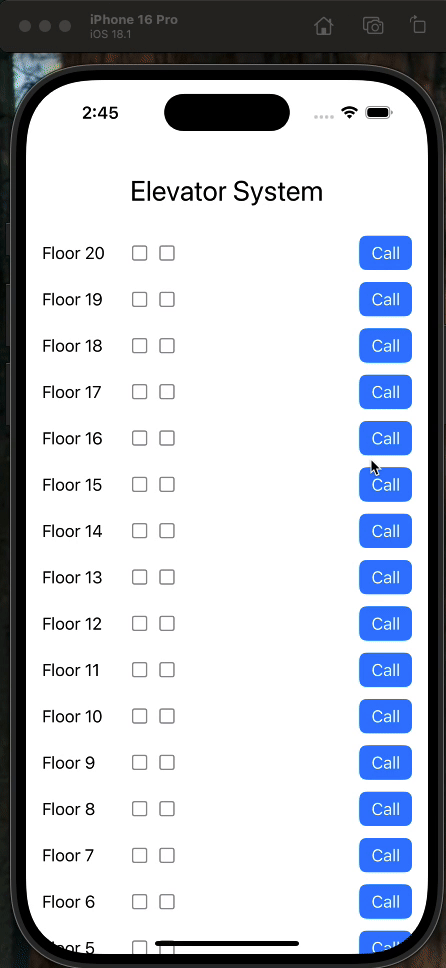 iPhone 16 Pro
iOS 18.1
2:45
Elevator System
Floor 20 Call
Floor 19 Call
Floor 18 Call
Floor 17 Call
Floor 16 Call
Floor 15 Call
Floor 14 Call
Floor 13 Call
Floor 12 Call
Floor 11 Call
Floor 10 Call
Floor 9 Call
Floor 8 Call
Floor 7 Call
Floor 6 Call
Floor 5 Call